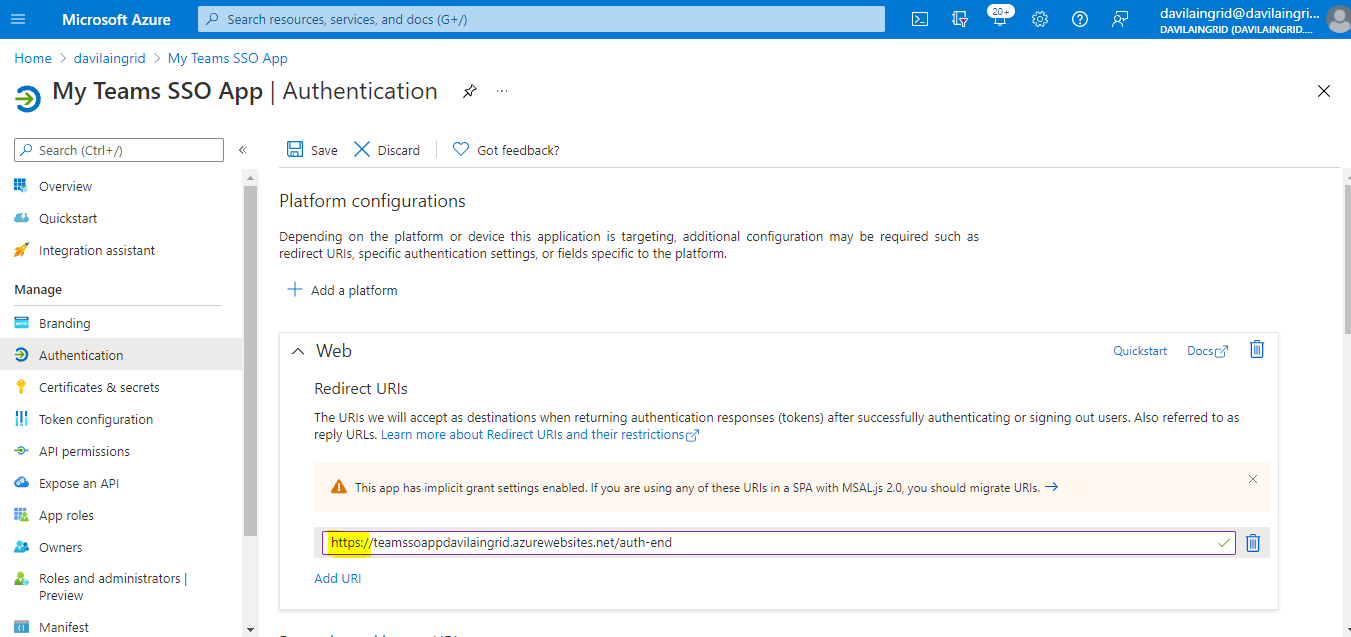 Microsoft Azure
Search resources, services, and docs (G+/)
20+
davilaingrid@davilaingri...
DAVILAINGRID (DAVILAINGRID....
Home > davilaingrid > My Teams SSO App
My Teams SSO App | Authentication
...
Search (Ctrl+/)
«
Overview
Quickstart
Integration assistant
Manage
Branding
Authentication
Certificates & secrets
Token configuration
API permissions
Expose an API
App roles
Owners
Roles and administrators |
Preview
Manifest
Save
Discard
Got feedback?
Platform configurations
Depending on the platform or device this application is targeting, additional configuration may be required such as
redirect URIs, specific authentication settings, or fields specific to the platform.
Add a platform
Web
Quickstart
Docs
Redirect URIs
The URIs we will accept as destinations when returning authentication responses (tokens) after successfully authenticating or signing out users. Also referred to as
reply URLs. Learn more about Redirect URIs and their restrictions
This app has implicit grant settings enabled. If you are using any of these URIs in a SPA with MSAL.js 2.0, you should migrate URIs.
https://teamssoappdavilaingrid.azurewebsites.net/auth-end
Add URI